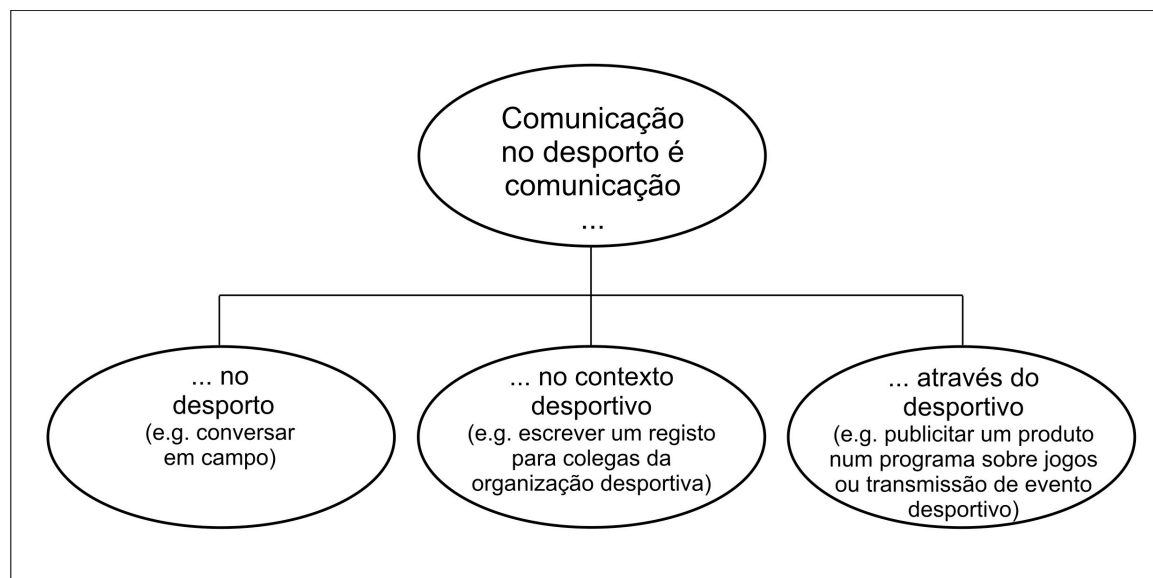 Comunicação
no desporto é
comunicação
...
... no
desporto
(e.g. conversar
em campo)
... no contexto
desportivo
(e.g. escrever um registo
para colegas da
organização desportiva)
... através do
desportivo
(e.g. publicitar um produto
num programa sobre jogos
ou transmissão de evento
desportivo)